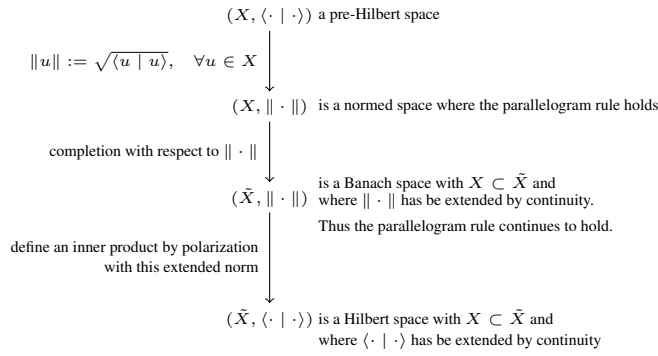 (X, ⟨· | ·⟩) a pre-Hilbert space
‖u‖ := √⟨u | u⟩, ∀u ∈ X
(X, ‖ · ‖) is a normed space where the parallelogram rule holds
completion with respect to ‖ · ‖
is a Banach space with X ⊂ X̃ and
(X̃, ‖ · ‖) where ‖ · ‖ has be extended by continuity.
Thus the parallelogram rule continues to hold.
define an inner product by polarization
with this extended norm
(X̃, ⟨· | ·⟩) is a Hilbert space with X ⊂ X̃ and
where ⟨· | ·⟩ has be extended by continuity